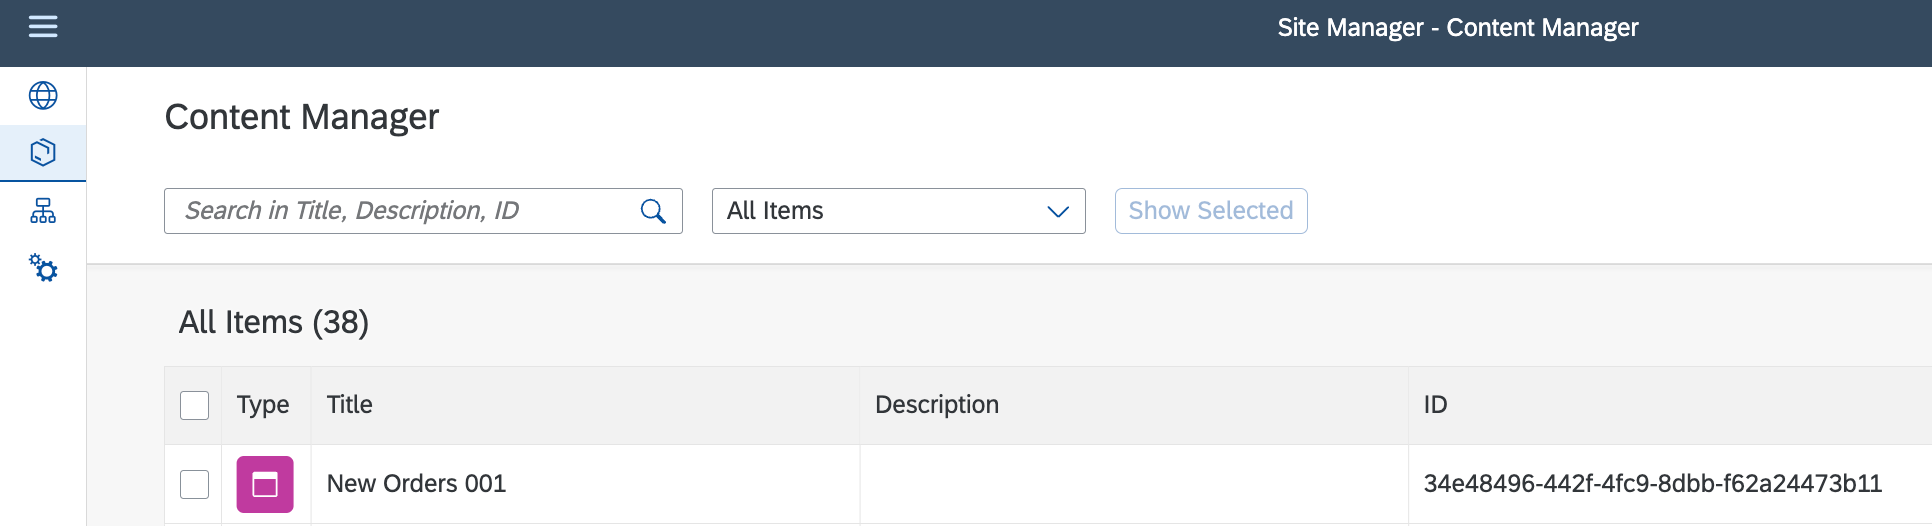 Site Manager - Content Manager
Content Manager
Search in Title, Description, ID
All Items
Show Selected
All Items (38)
Type Title Description ID
New Orders 001 34e48496-442f-4fc9-8dbb-f62a24473b11